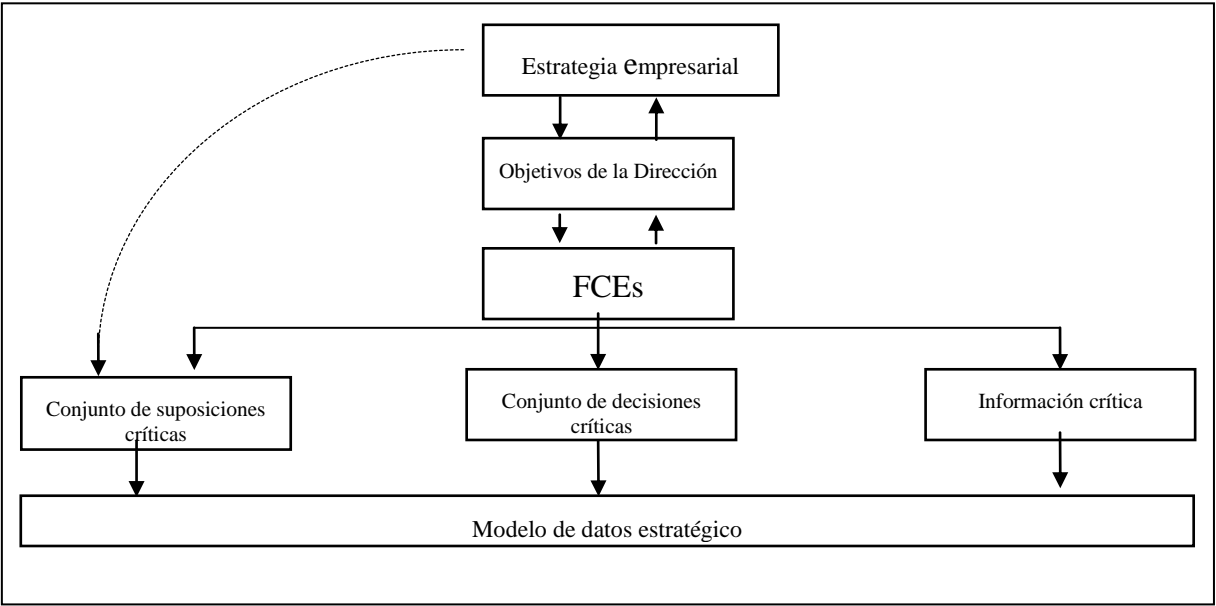 Estrategia empresarial
Objetivos de la Dirección
FCEs
Conjunto de suposiciones
críticas
Conjunto de decisiones
críticas
Información crítica
Modelo de datos estratégico